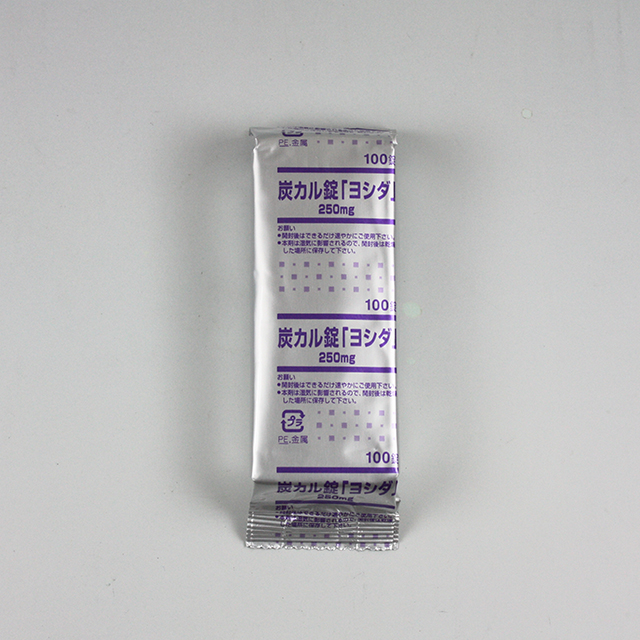 PE、金属
100錠
炭カル錠「ヨシダ」
250mg
お願い
●開封後はできるだけ速やかにご使用下さい。
●本剤は湿気に影響されるので、開封後は乾燥
した場所に保存して下さい。
100錠
炭カル錠「ヨシダ」
250mg
お願い
●開封後はできるだけ速やかにご使用下さい。
●本剤は湿気に影響されるので、開封後は乾燥
した場所に保存して下さい。
プラ
PE、金属
100錠
炭カル錠「ヨシダ」
250mg
お願い